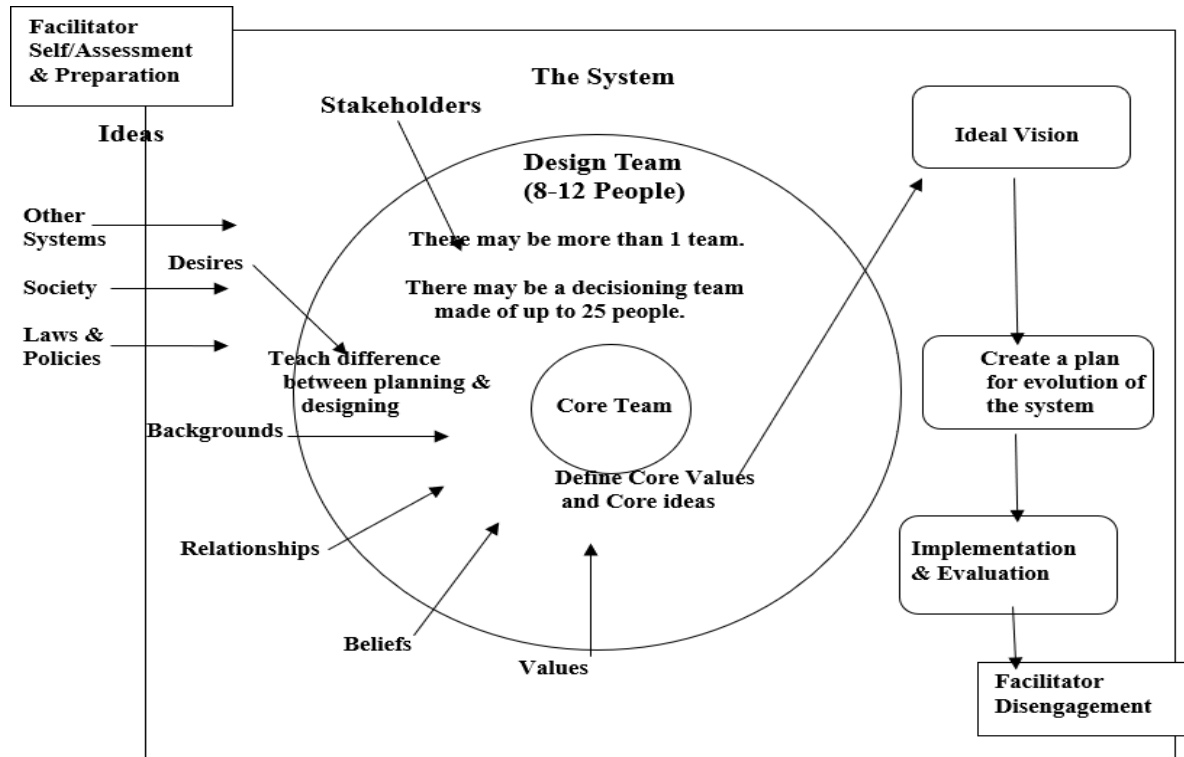 Facilitator
Self/Assessment
& Preparation
The System
Stakeholders
Ideas
Ideal Vision
Design Team
(8-12 People)
Other
Systems
There may be more than 1 team.
Desires
Society
There may be a decisioning team
made of up to 25 people.
Laws &
Policies
Teach difference
between planning &
designing
Create a plan
for evolution of
the system
Core Team
Backgrounds
Define Core Values
and Core ideas
Relationships
Implementation
& Evaluation
Beliefs
Values
Facilitator
Disengagement